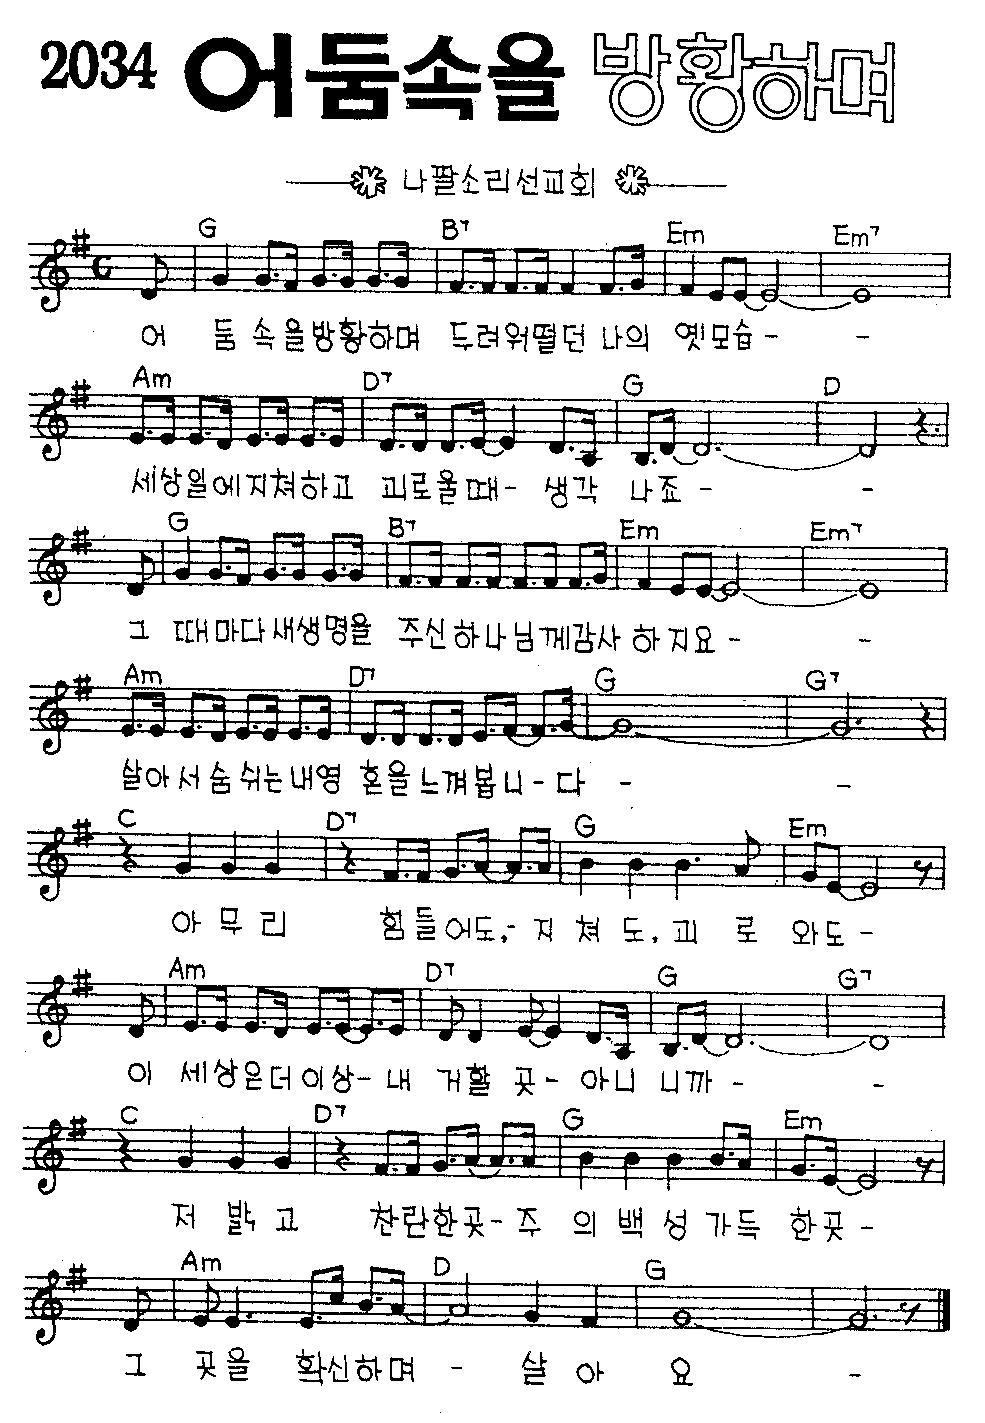 2034 어둠속을 방황하며
나팔소리선교회
G B7 Em Em7
어 둠 속을방황하며 두려워떨던 나의 옛모습- -
Am D7 G D
세상일에지쳐하고 괴로울때- 생각 나죠- -
G B7 Em Em7
그 때마다새생명을 주신하나님께감사 하지요- -
Am D7 G G7
살아서숨쉬는내영 혼을느껴봅니-다 - -
C D7 G Em
아무리 힘들어도,- 지쳐도, 괴 로 와도-
Am D7 G G7
이 세상은더이상- 내 거할 곳- 아니 니까- -
C D7 G Em
저 밝고 찬란한곳-주 의백성가득 한곳-
Am D G
그 곳을 확신하며 - 살 아 요 -